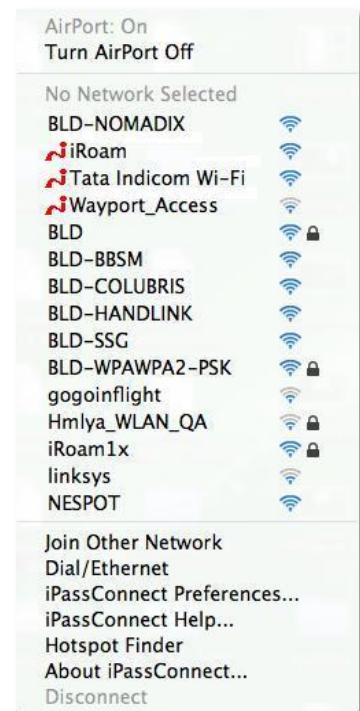 AirPort: On
Turn AirPort Off
No Network Selected
BLD-NOMADIX
iRoam
Tata Indicom Wi-Fi
Wayport_Access
BLD
BLD-BBSM
BLD-COLUBRIS
BLD-HANDLINK
BLD-SSG
BLD-WPAWPA2-PSK
gogoinflight
Hmlya_WLAN_QA
iRoam1x
linksys
NESPOT
Join Other Network
Dial/Ethernet
iPassConnect Preferences...
iPassConnect Help...
Hotspot Finder
About iPassConnect...
Disconnect